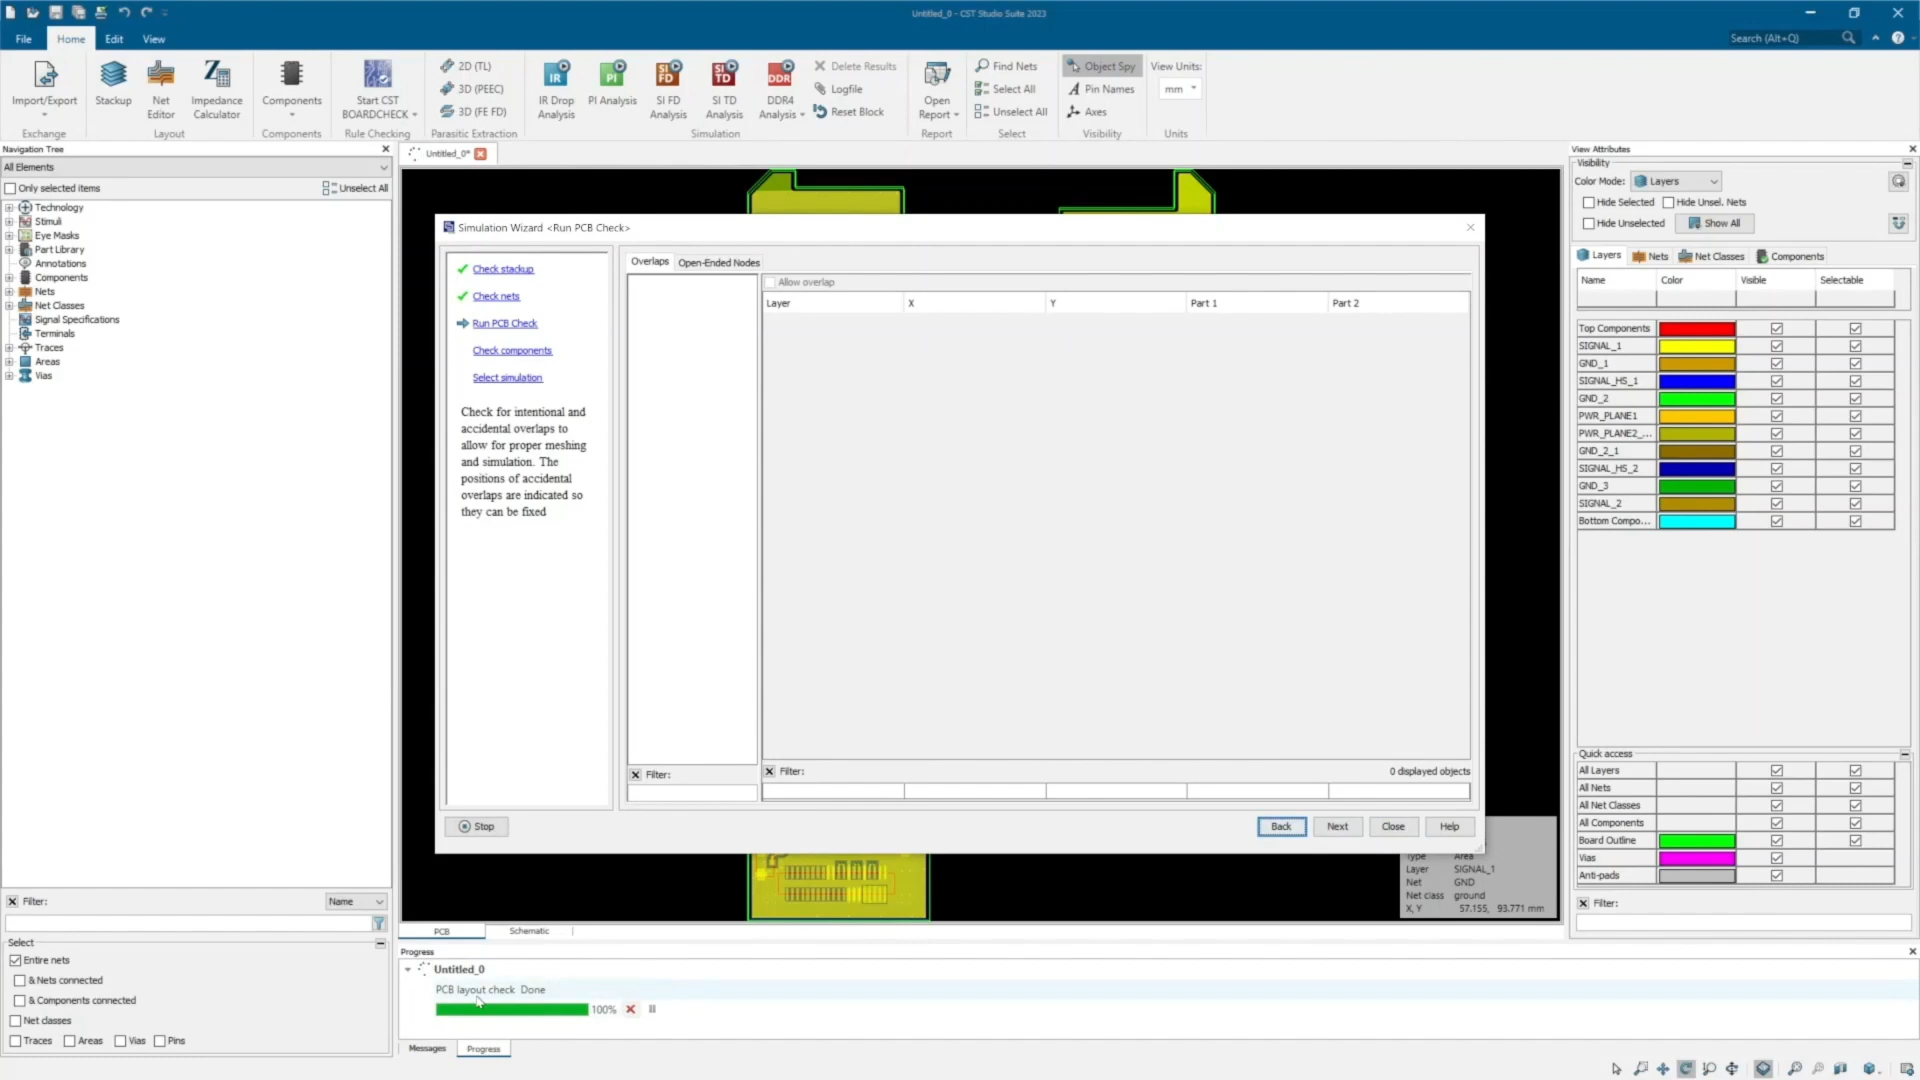 Untitled_0 - CST Studio Suite 2023
File Home Edit View
Search (Alt+Q)
Import/Export
Exchange
Stackup
Net Editor
Impedance Calculator
Layout
Components
Components
Start CST BOARDCHECK
Rule Checking
2D (TL)
3D (PEEC)
3D (FE FD)
Parasitic Extraction
IR
IR Drop Analysis
PI
PI Analysis
SI FD
SI FD Analysis
SI TD
SI TD Analysis
DDR
DDR4 Analysis
Delete Results
Logfile
Reset Block
Simulation
Open Report
Report
Find Nets
Select All
Unselect All
Select
Object Spy
Pin Names
Axes
Visibility
View Units:
mm
Units
Navigation Tree
All Elements
Only selected items Unselect All
Technology
Stimuli
Eye Masks
Part Library
Annotations
Components
Nets
Net Classes
Signal Specifications
Terminals
Traces
Areas
Vias
Filter: Name
Select
Entire nets
& Nets connected
& Components connected
Net classes
Traces Areas Vias Pins
Untitled_0*
Simulation Wizard <Run PCB Check>
Check stackup
Check nets
Run PCB Check
Check components
Select simulation
Check for intentional and
accidental overlaps to
allow for proper meshing
and simulation. The
positions of accidental
overlaps are indicated so
they can be fixed
Overlaps Open-Ended Nodes
Allow overlap
Layer X Y Part 1 Part 2
Filter:
Filter: 0 displayed objects
Stop Back Next Close Help
Type Area
Layer SIGNAL_1
Net GND
Net class ground
X, Y 57.155, 93.771 mm
PCB Schematic
Progress
Untitled_0
PCB layout check Done
100%
Messages Progress
View Attributes
Visibility
Color Mode: Layers
Hide Selected Hide Unsel. Nets
Hide Unselected Show All
Layers Nets Net Classes Components
Name Color Visible Selectable
Top Components
SIGNAL_1
GND_1
SIGNAL_HS_1
GND_2
PWR_PLANE1
PWR_PLANE2_...
GND_2_1
SIGNAL_HS_2
GND_3
SIGNAL_2
Bottom Compo...
Quick access
All Layers
All Nets
All Net Classes
All Components
Board Outline
Vias
Anti-pads
Filter: